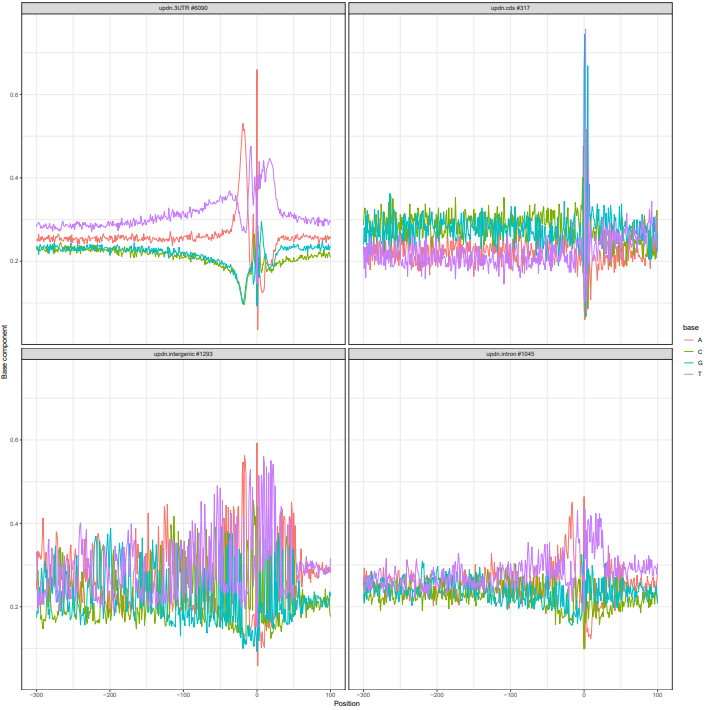 updn.3UTR #6090
updn.cds #317
0.6
0.4
0.2
updn.intergenic #1293
updn.intron #1045
0.6
0.4
0.2
Base component
−300
−200
−100
0
100
−300
−200
−100
0
100
Position
base
A
C
G
T